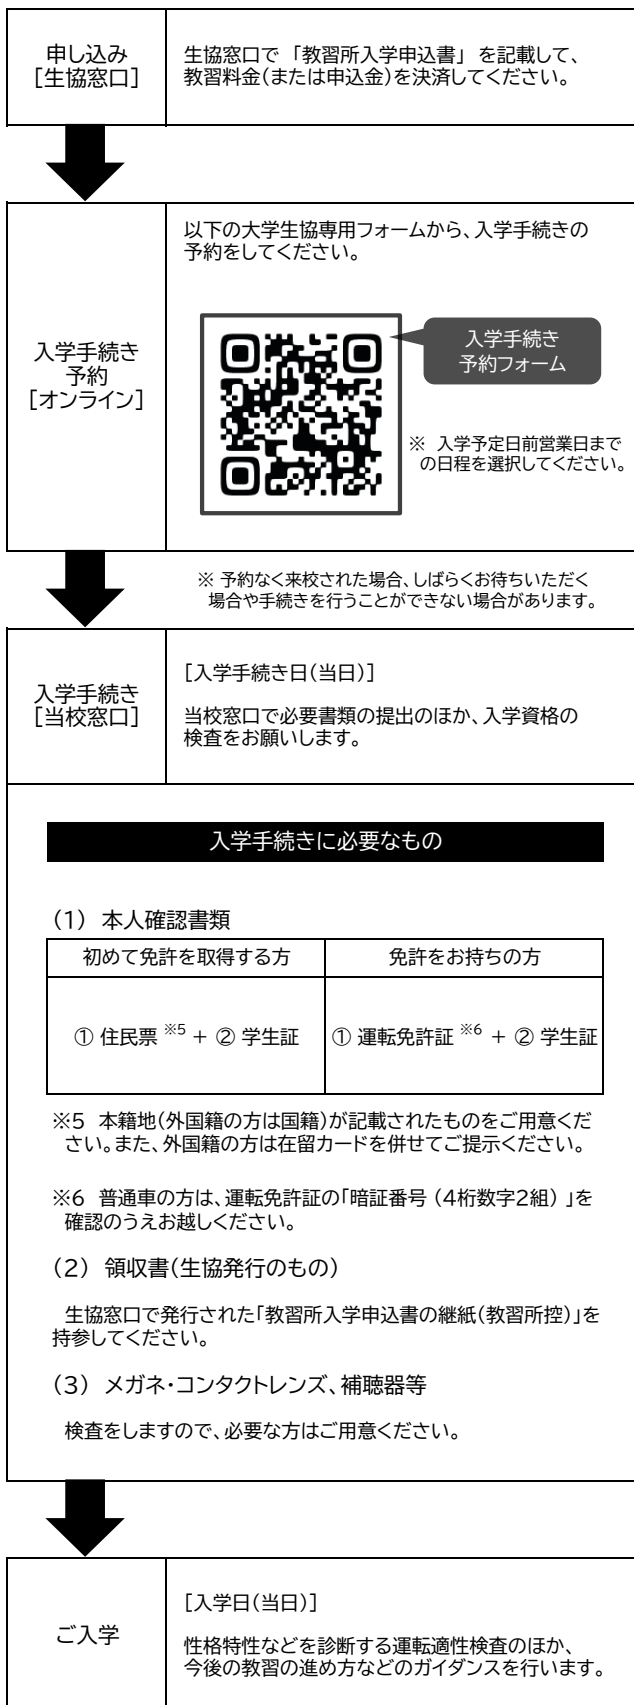 申し込み
[生協窓口]
生協窓口で 「教習所入学申込書」 を記載して、
教習料金(または申込金)を決済してください。
以下の大学生協専用フォームから、入学手続きの
予約をしてください。
入学手続き
予約
[オンライン]
入学手続き
予約フォーム
※ 入学予定日前営業日まで
の日程を選択してください。
※ 予約なく来校された場合、しばらくお待ちいただく
場合や手続きを行うことができない場合があります。
入学手続き
[当校窓口]
[入学手続き日(当日)]
当校窓口で必要書類の提出のほか、入学資格の
検査をお願いします。
入学手続きに必要なもの
(1) 本人確認書類
初めて免許を取得する方
免許をお持ちの方
① 住民票 ※5 + ② 学生証
① 運転免許証 ※6 + ② 学生証
※5 本籍地(外国籍の方は国籍)が記載されたものをご用意くだ
さい。また、外国籍の方は在留カードを併せてご提示ください。
※6 普通車の方は、運転免許証の「暗証番号 (4桁数字2組) 」を
確認のうえお越しください。
(2) 領収書(生協発行のもの)
生協窓口で発行された「教習所入学申込書の継紙(教習所控)」を
持参してください。
(3) メガネ・コンタクトレンズ、補聴器等
検査をしますので、必要な方はご用意ください。
ご入学
[入学日(当日)]
性格特性などを診断する運転適性検査のほか、
今後の教習の進め方などのガイダンスを行います。